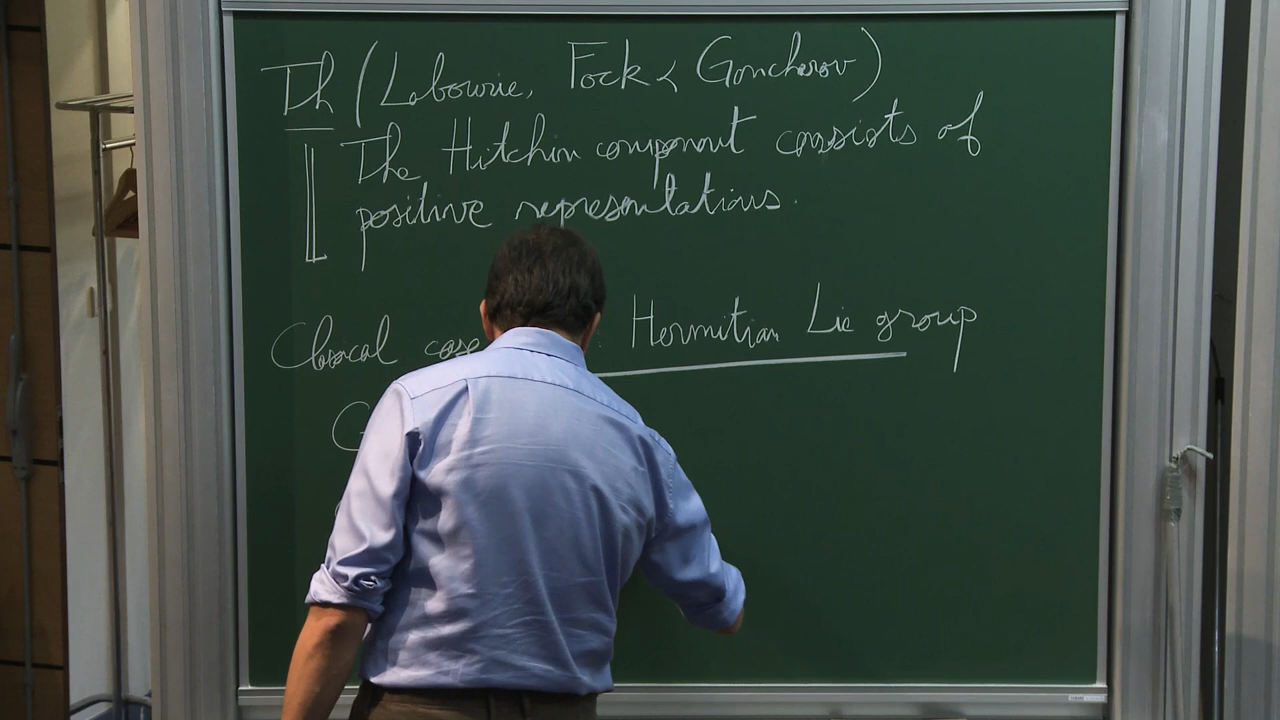 Th (Labourie, Fock & Goncharov)
The Hitchin component consists of
positive representations.
Classical case : Hermitian Lie group
G